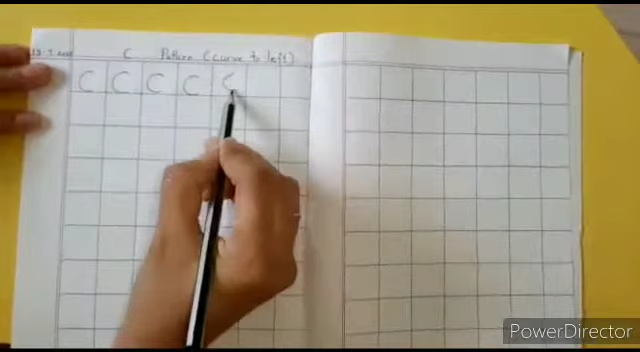 C Pattern (curve to left)
C C C C C
PowerDirector